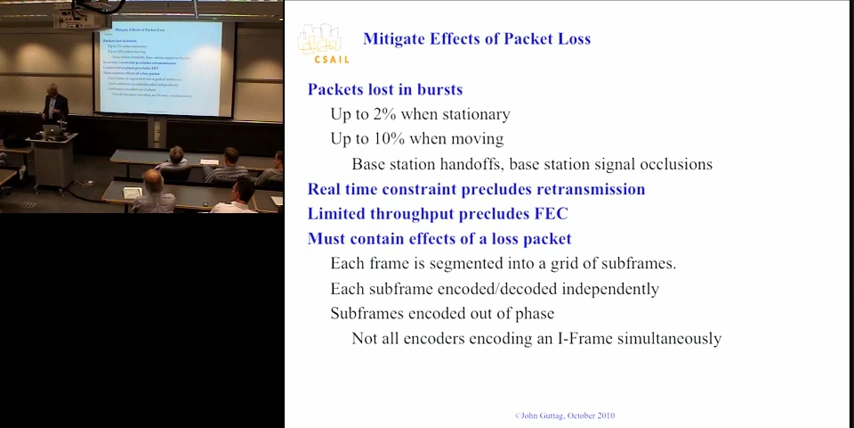 Mitigate Effects of Packet Loss
CSAIL
Packets lost in bursts
Up to 2% when stationary
Up to 10% when moving
Base station handoffs, base station signal occlusions
Real time constraint precludes retransmission
Limited throughput precludes FEC
Must contain effects of a loss packet
Each frame is segmented into a grid of subframes.
Each subframe encoded/decoded independently
Subframes encoded out of phase
Not all encoders encoding an I-Frame simultaneously
©John Guttag, October 2010